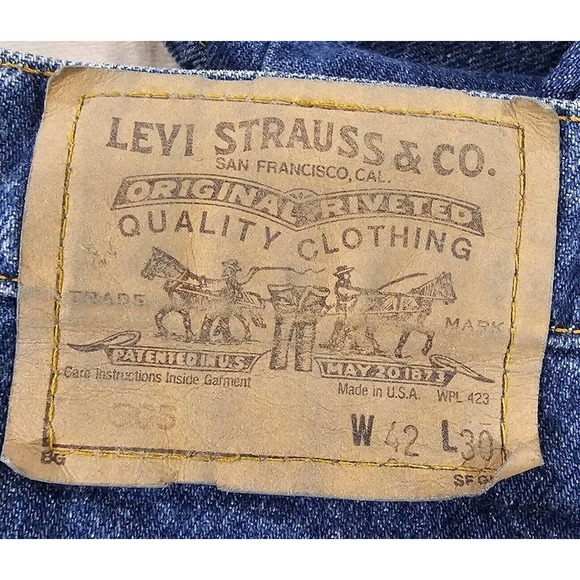 LEVI STRAUSS & CO.
SAN FRANCISCO, CAL.
ORIGINAL RIVETED
QUALITY CLOTHING
TRADE MARK
PATENTED IN U.S. MAY 20 1873
Care Instructions Inside Garment Made in U.S.A. WPL 423
W 42 L 30